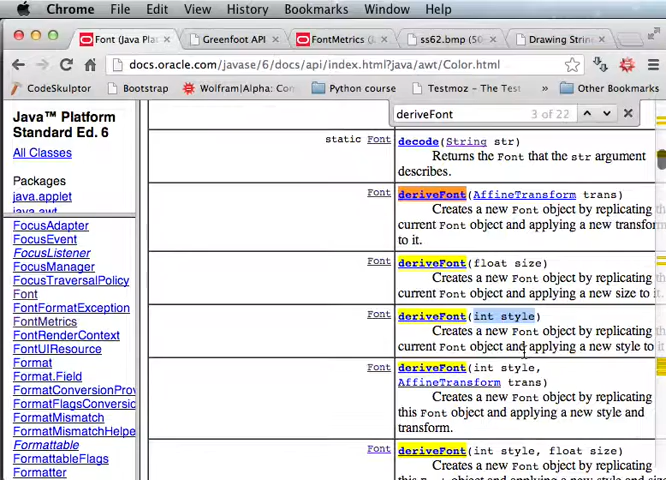 Chrome File Edit View History Bookmarks Window Help
Font (Java Pla
Greenfoot API
FontMetrics (
ss62.bmp (50
Drawing Strin
docs.oracle.com/javase/6/docs/api/index.html?java/awt/Color.html
CodeSkulptor Bootstrap Wolfram|Alpha: Comp Python course Testmoz - The Test Other Bookmarks
deriveFont 3 of 22
Java™ Platform
Standard Ed. 6
All Classes
Packages
java.applet
java.awt
FocusAdapter
FocusEvent
FocusListener
FocusManager
FocusTraversalPolicy
Font
FontFormatException
FontMetrics
FontRenderContext
FontUIResource
Format
Format.Field
FormatConversionPro
FormatFlagsConversi
FormatMismatch
FormatMismatchHelpe
Formattable
FormattableFlags
Formatter
static Font
decode(String str)
Returns the Font that the str argument
describes.
Font
deriveFont(AffineTransform trans)
Creates a new Font object by replicating the
current Font object and applying a new transform
to it.
Font
deriveFont(float size)
Creates a new Font object by replicating the
current Font object and applying a new size to it.
Font
deriveFont(int style)
Creates a new Font object by replicating the
current Font object and applying a new style to it
Font
deriveFont(int style,
AffineTransform trans)
Creates a new Font object by replicating
this Font object and applying a new style and
transform.
Font
deriveFont(int style, float size)
Creates a new Font object by replicating